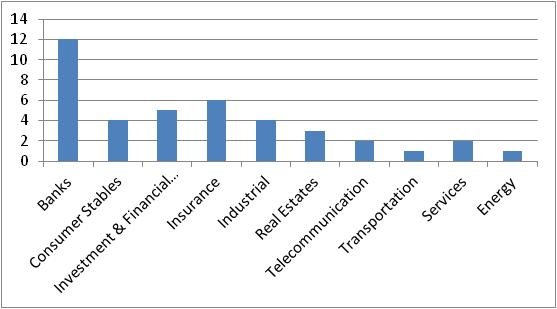 14
12
10
8
6
4
2
0
Banks
Consumer Stables
Investment & Financial...
Insurance
Industrial
Real Estates
Telecommunication
Transportation
Services
Energy